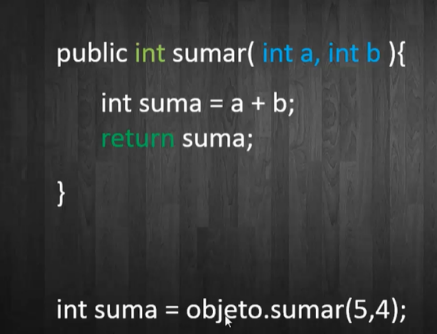 public int sumar( int a, int b ){
int suma = a + b;
return suma;
}
int suma = objeto.sumar(5,4);